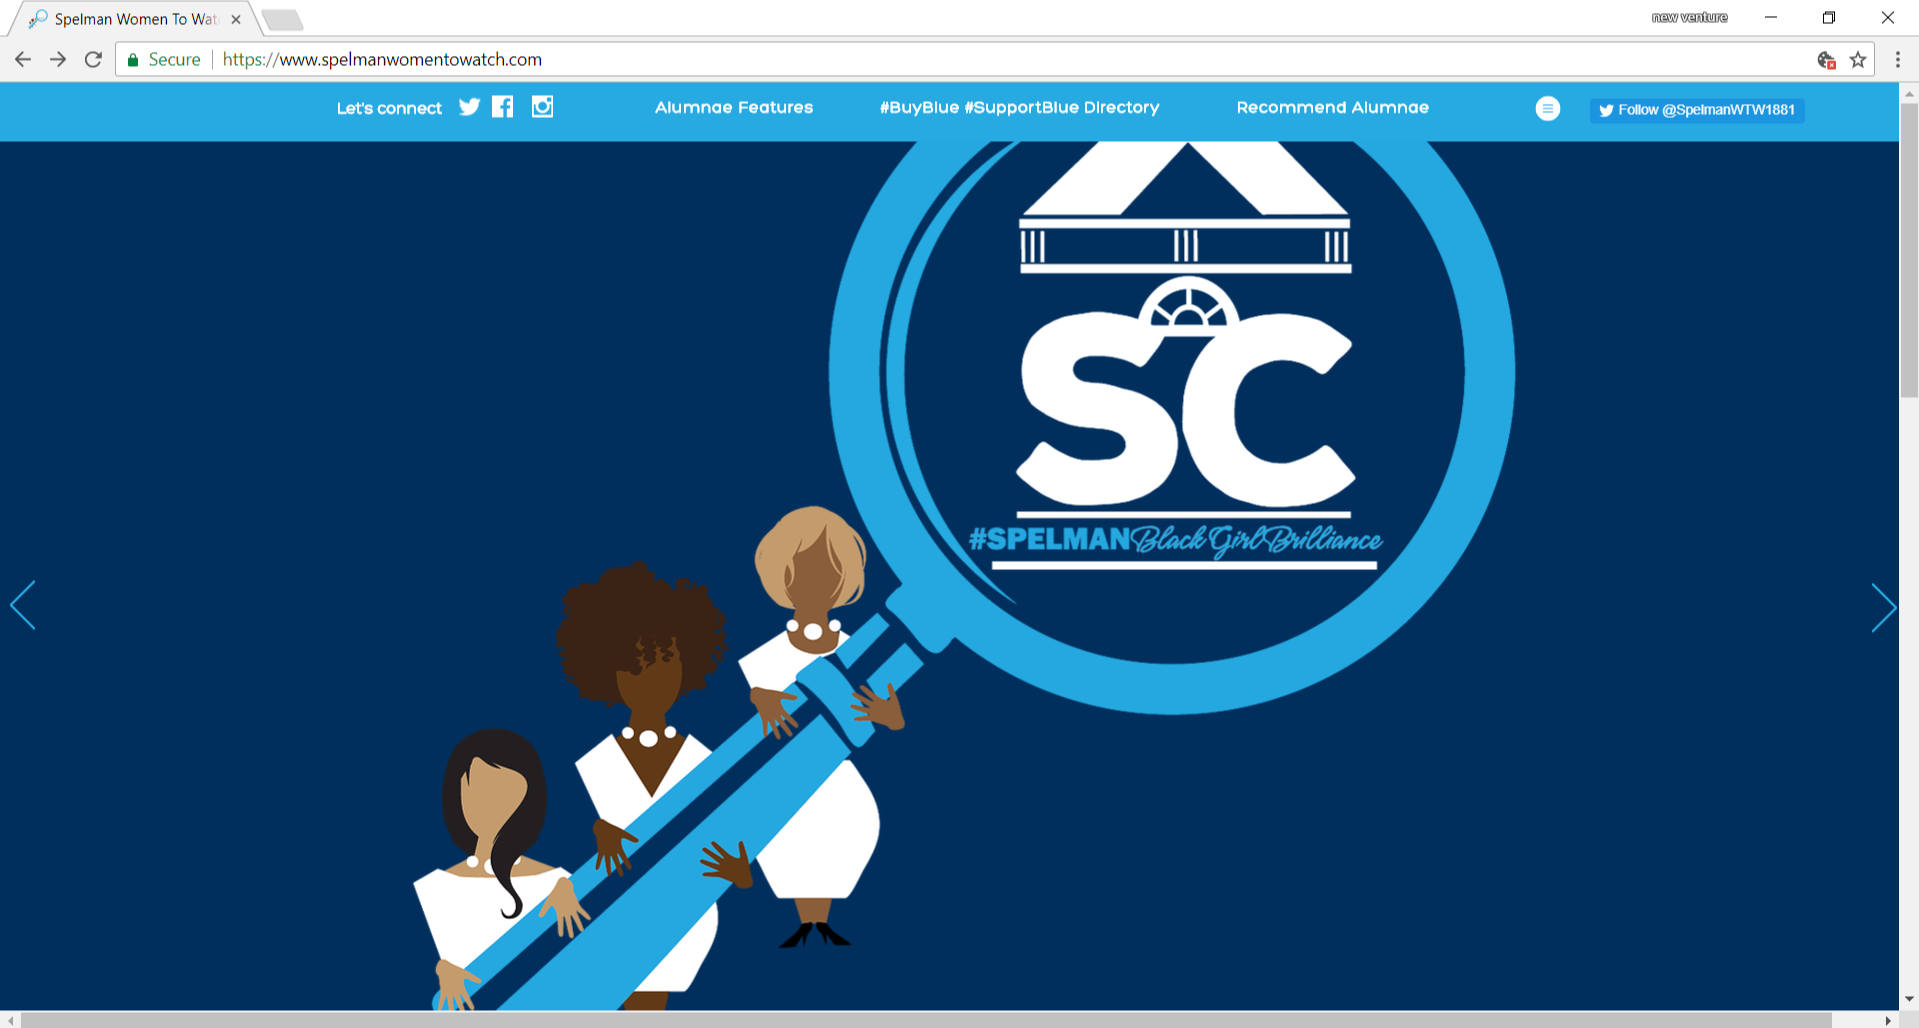 Spelman Women To Wat
new venture
Secure
https://www.spelmanwomentowatch.com
Let's connect
Alumnae Features
#BuyBlue #SupportBlue Directory
Recommend Alumnae
Follow @SpelmanWTW1881
SC
#SPELMANBlackGirlBrilliance